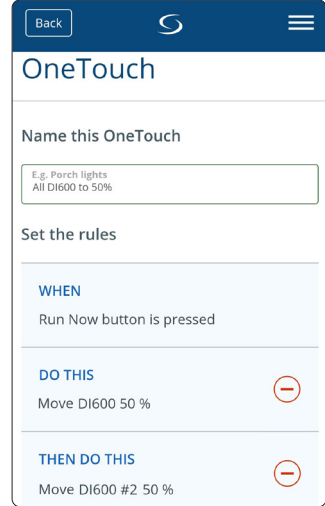 Back
OneTouch
Name this OneTouch
E.g. Porch lights
All DI600 to 50%
Set the rules
WHEN
Run Now button is pressed
DO THIS
Move DI600 50 %
THEN DO THIS
Move DI600 #2 50 %